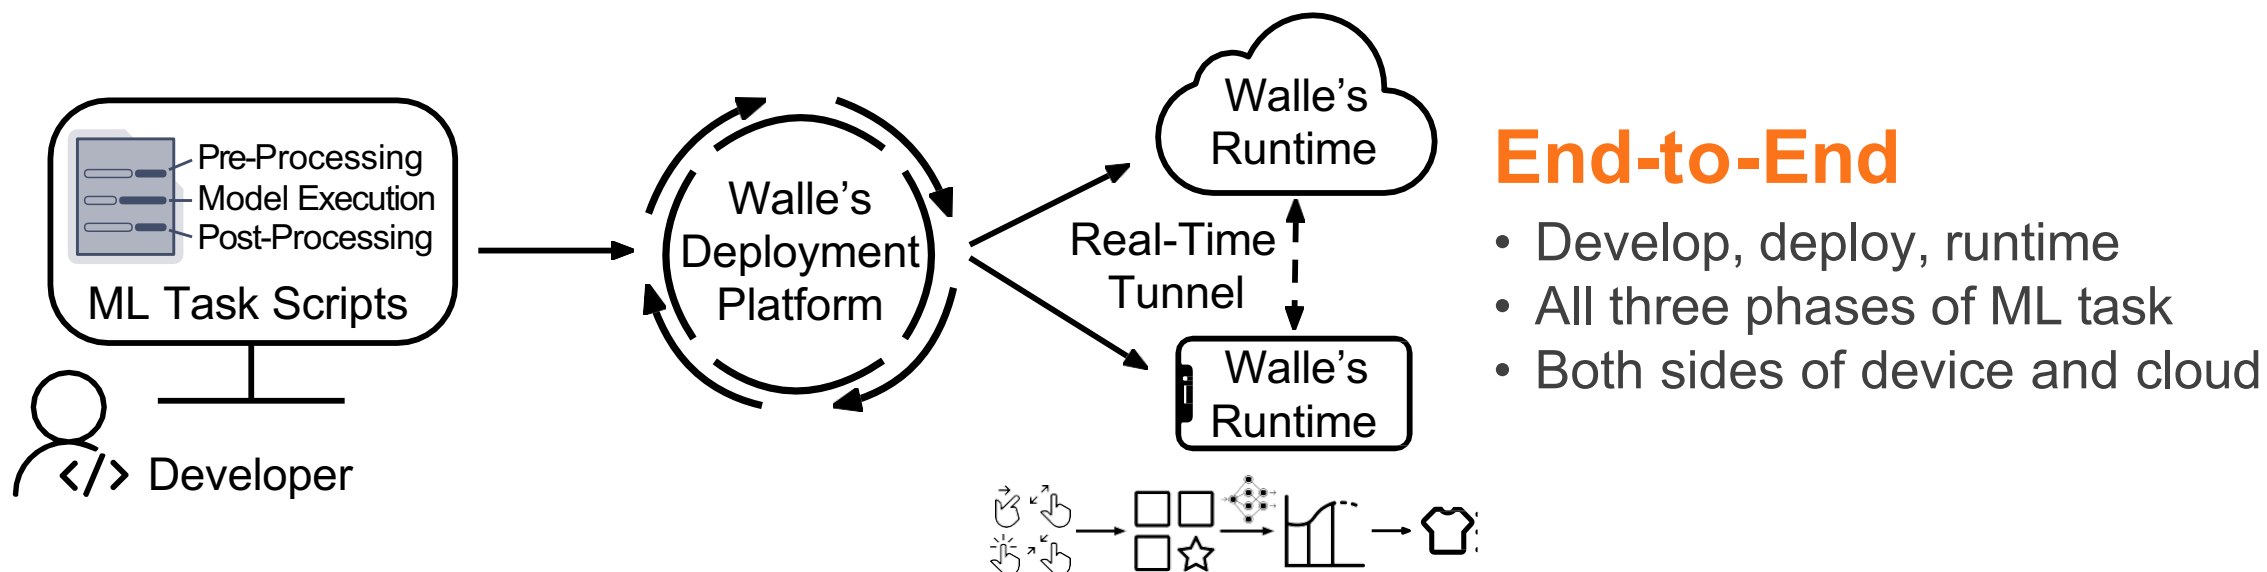 Pre-Processing
Model Execution
Post-Processing
ML Task Scripts
</> Developer
Walle's
Deployment
Platform
Walle's
Runtime
Real-Time
Tunnel
Walle's
Runtime
End-to-End
• Develop, deploy, runtime
• All three phases of ML task
• Both sides of device and cloud